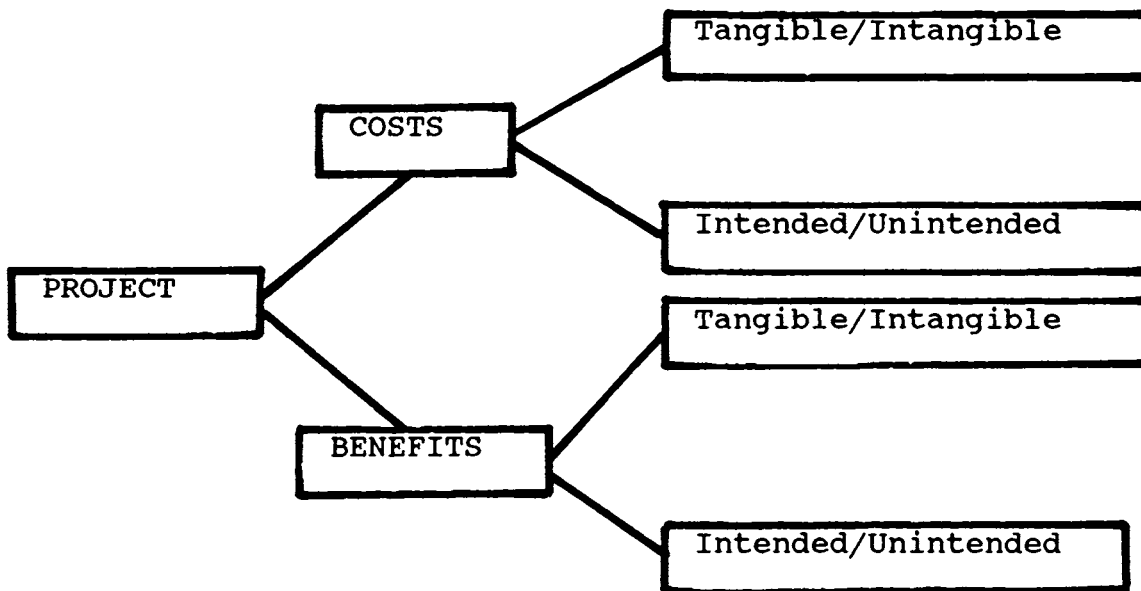 Tangible/Intangible
COSTS
Intended/Unintended
PROJECT
Tangible/Intangible
BENEFITS
Intended/Unintended